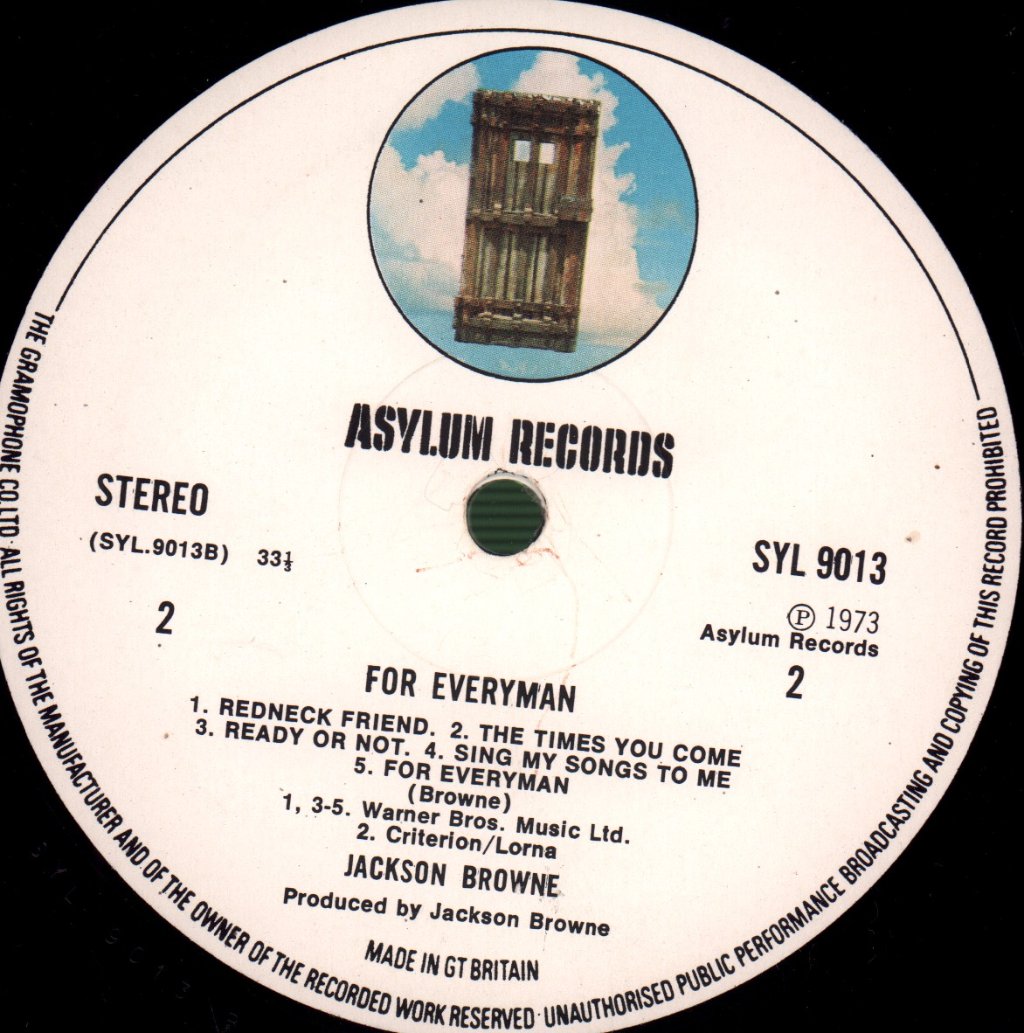 ASYLUM RECORDS
STEREO
(SYL.9013B) 33⅓
2
SYL 9013
℗ 1973
Asylum Records
2
FOR EVERYMAN
1. REDNECK FRIEND. 2. THE TIMES YOU COME
3. READY OR NOT. 4. SING MY SONGS TO ME
5. FOR EVERYMAN
(Browne)
1, 3-5. Warner Bros. Music Ltd.
2. Criterion/Lorna
JACKSON BROWNE
Produced by Jackson Browne
MADE IN GT BRITAIN
THE GRAMOPHONE CO. LTD. ALL RIGHTS OF THE MANUFACTURER AND OF THE OWNER OF THE RECORDED WORK RESERVED · UNAUTHORISED PUBLIC PERFORMANCE BROADCASTING AND COPYING OF THIS RECORD PROHIBITED